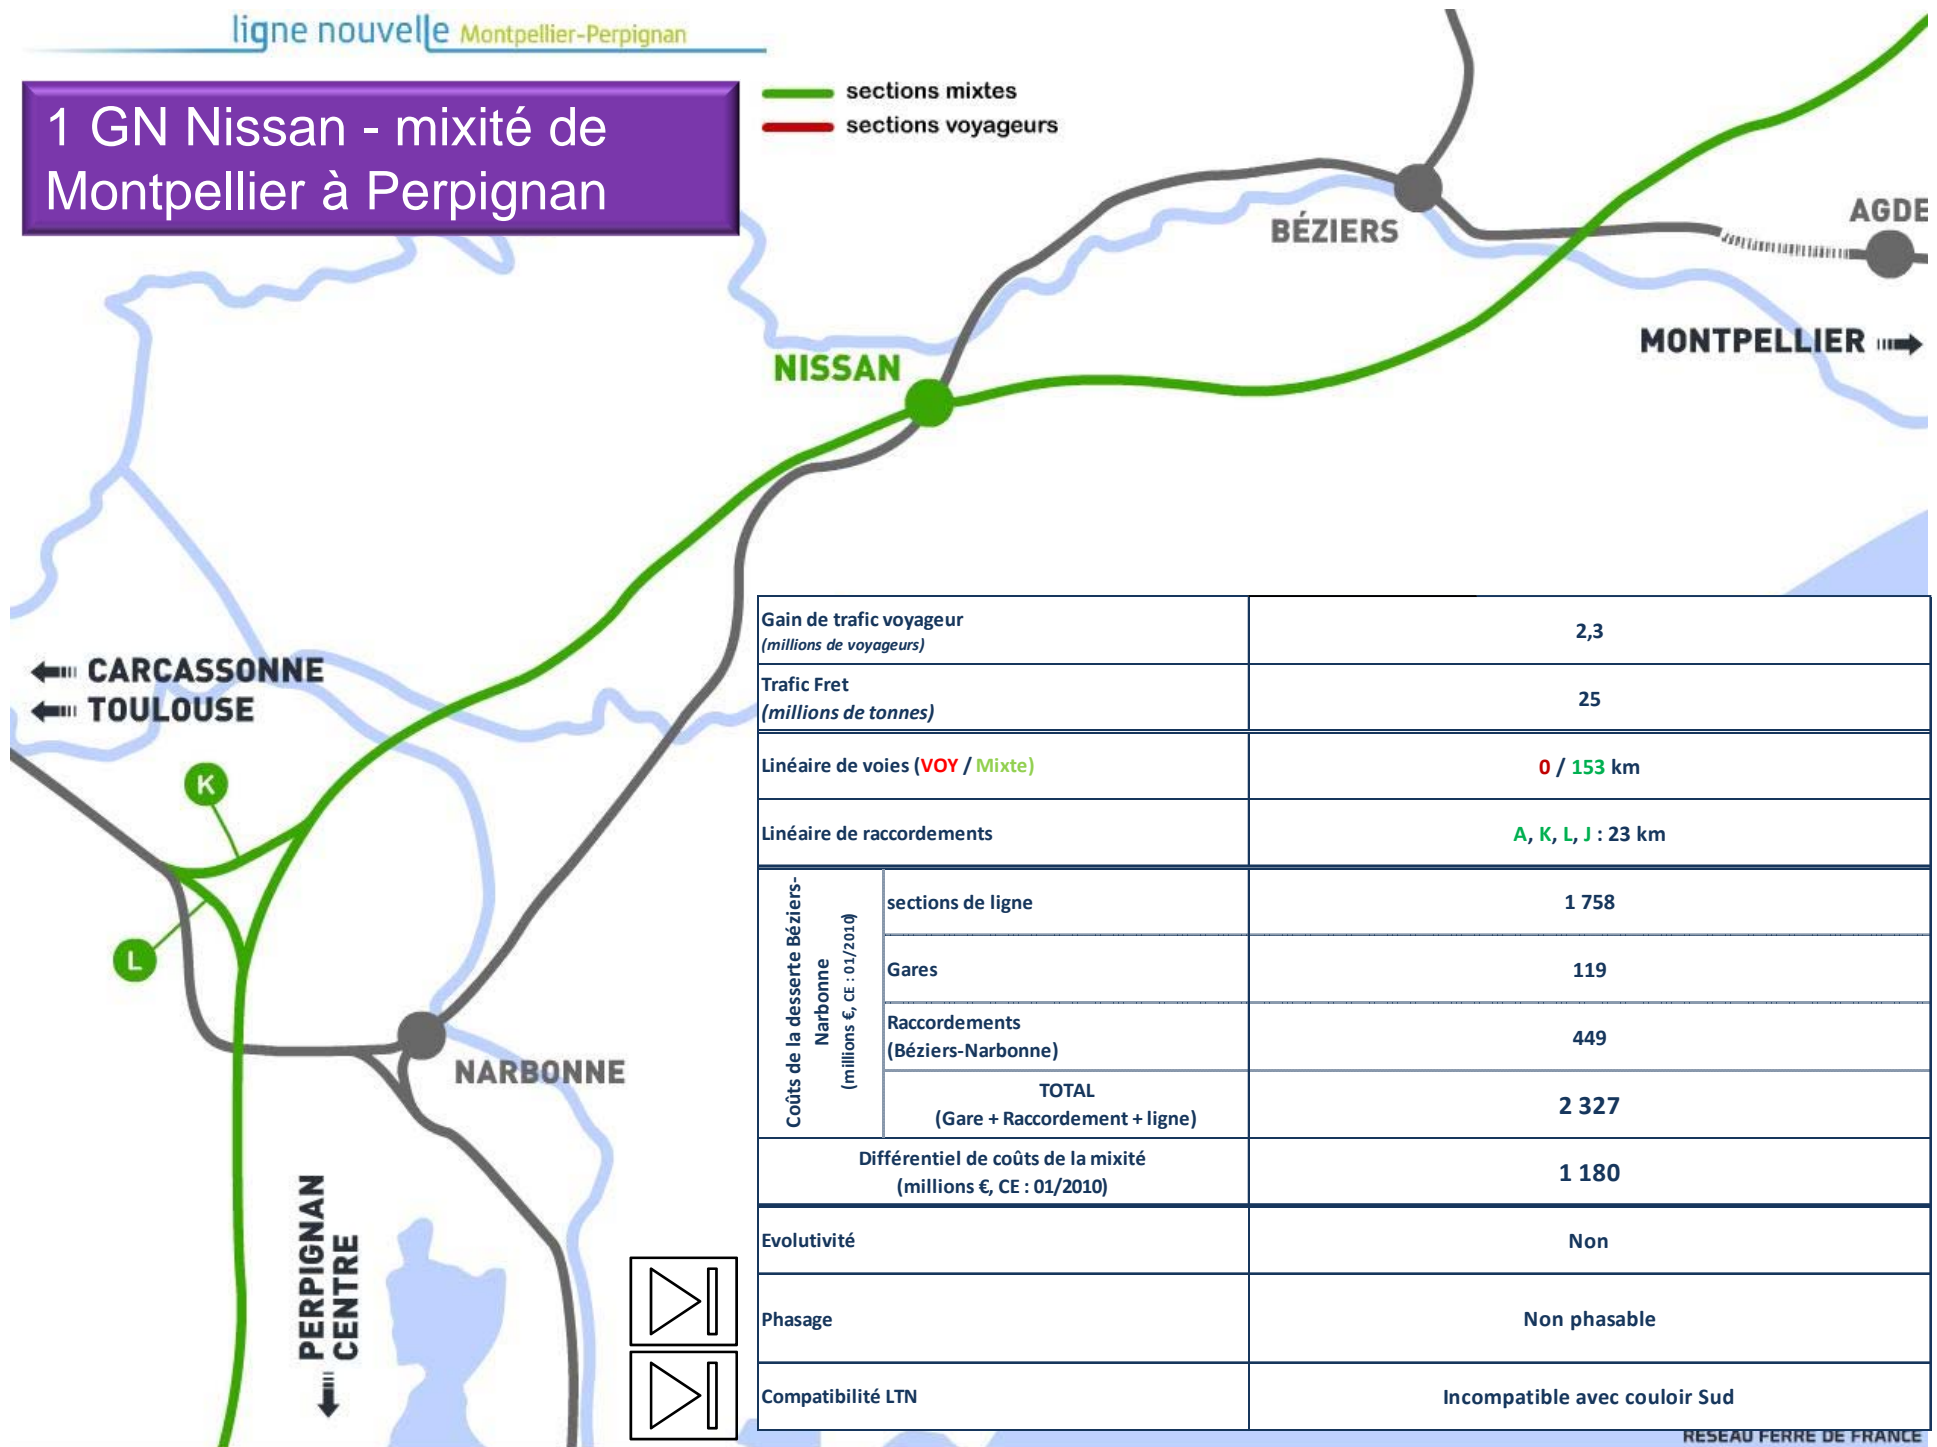 ligne nouvelle Montpellier-Perpignan
1 GN Nissan - mixité de
Montpellier à Perpignan
sections mixtes
sections voyageurs
BÉZIERS
AGDE
MONTPELLIER
NISSAN
CARCASSONNE
TOULOUSE
K
L
NARBONNE
PERPIGNAN
CENTRE
Gain de trafic voyageur
(millions de voyageurs)
2,3
Trafic Fret
(millions de tonnes)
25
Linéaire de voies (VOY / Mixte)
0 / 153 km
Linéaire de raccordements
A, K, L, J : 23 km
Coûts de la desserte Béziers-
Narbonne
(millions €, CE : 01/2010)
sections de ligne
1 758
Gares
119
Raccordements
(Béziers-Narbonne)
449
TOTAL
(Gare + Raccordement + ligne)
2 327
Différentiel de coûts de la mixité
(millions €, CE : 01/2010)
1 180
Evolutivité
Non
Phasage
Non phasable
Compatibilité LTN
Incompatible avec couloir Sud
RESEAU FERRE DE FRANCE